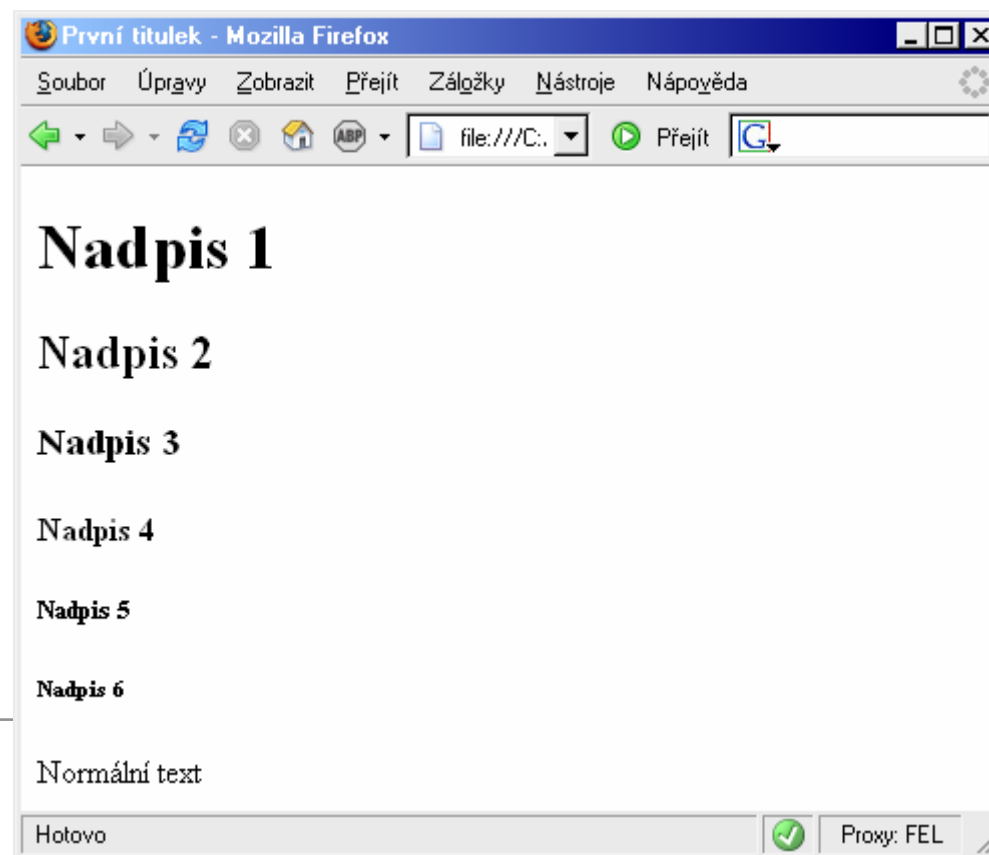 První titulek - Mozilla Firefox
Soubor Úpravy Zobrazit Přejít Záložky Nástroje Nápověda
ABP file:///C:. Přejít G
Nadpis 1
Nadpis 2
Nadpis 3
Nadpis 4
Nadpis 5
Nadpis 6
Normální text
Hotovo Proxy: FEL